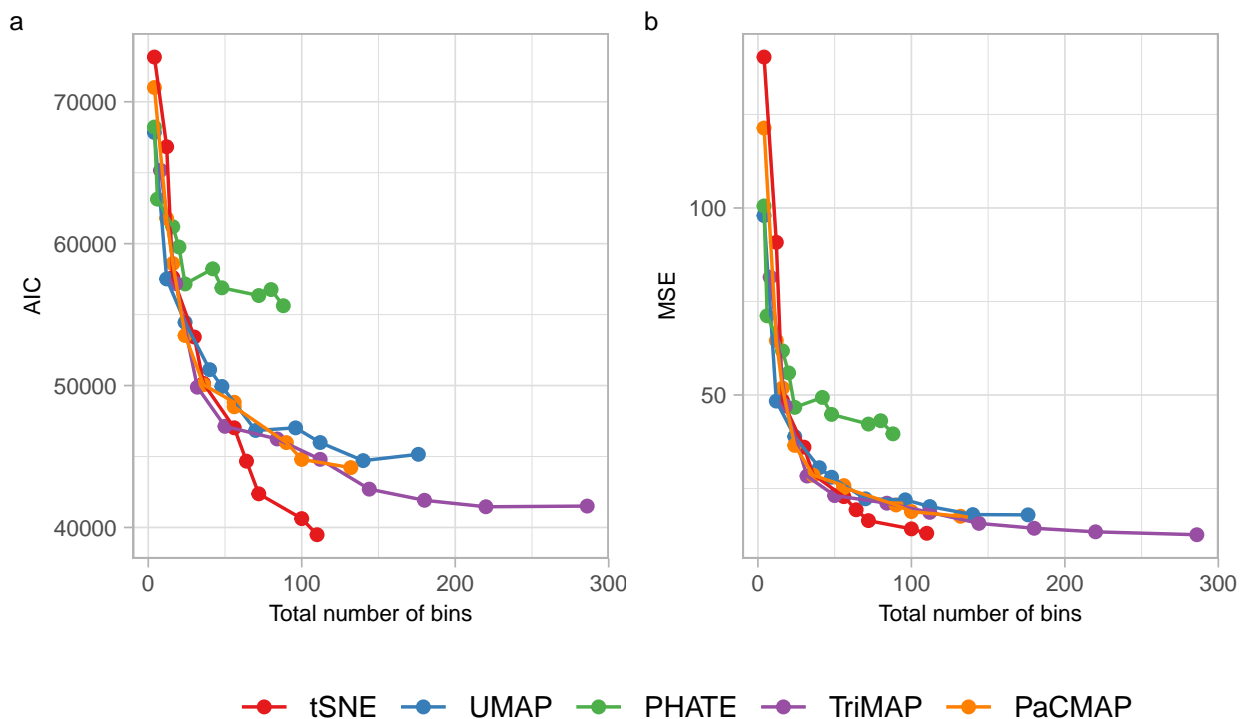 a
70000
60000
50000
40000
AIC
0
100
200
300
Total number of bins
b
100
50
MSE
0
100
200
300
Total number of bins
tSNE UMAP PHATE TriMAP PaCMAP